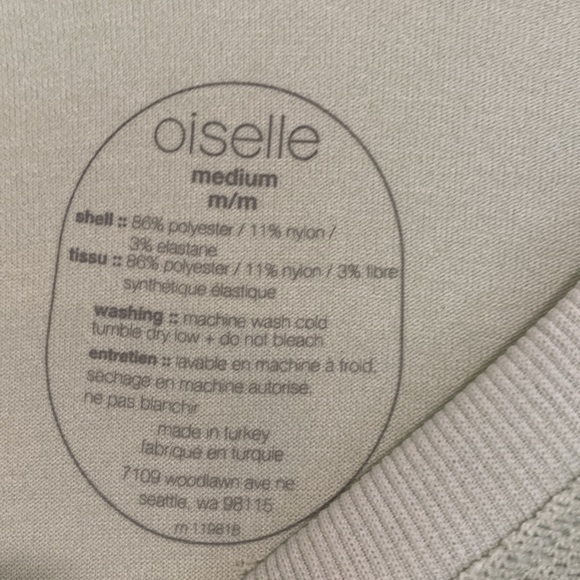 oiselle
medium
m/m
shell :: 86% polyester / 11% nylon /
3% elastane
tissu :: 86% polyester / 11% nylon / 3% fibre
synthétique élastique
washing :: machine wash cold
tumble dry low + do not bleach
entretien :: lavable en machine à froid,
séchage en machine autorisé,
ne pas blanchir
made in turkey
fabriqué en turquie
7109 woodlawn ave ne
seattle, wa 98115
rn 119816